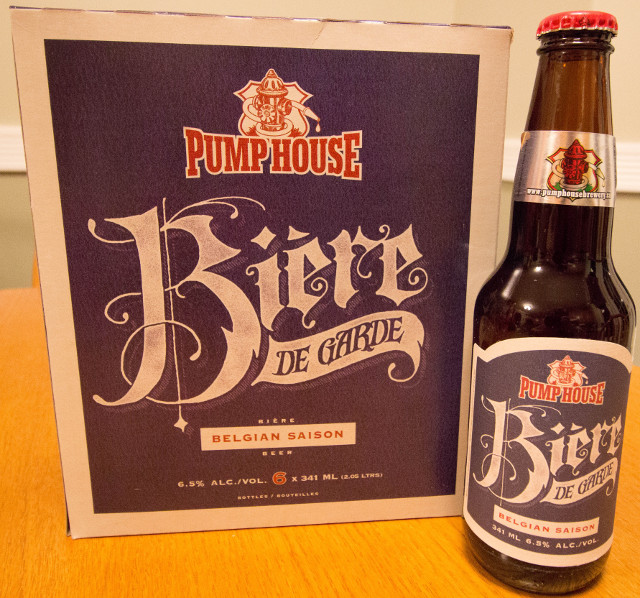 PUMP HOUSE
Bière
DE GARDE
BIÈRE
BELGIAN SAISON
BEER
6.5% ALC./VOL. 6 X 341 ML (2.05 LTRS)
BOTTLES / BOUTEILLES
www.pumphousebrewery
PUMP HOUSE
Bière
DE GARDE
BELGIAN SAISON
341 ML 6.5% ALC./VOL.